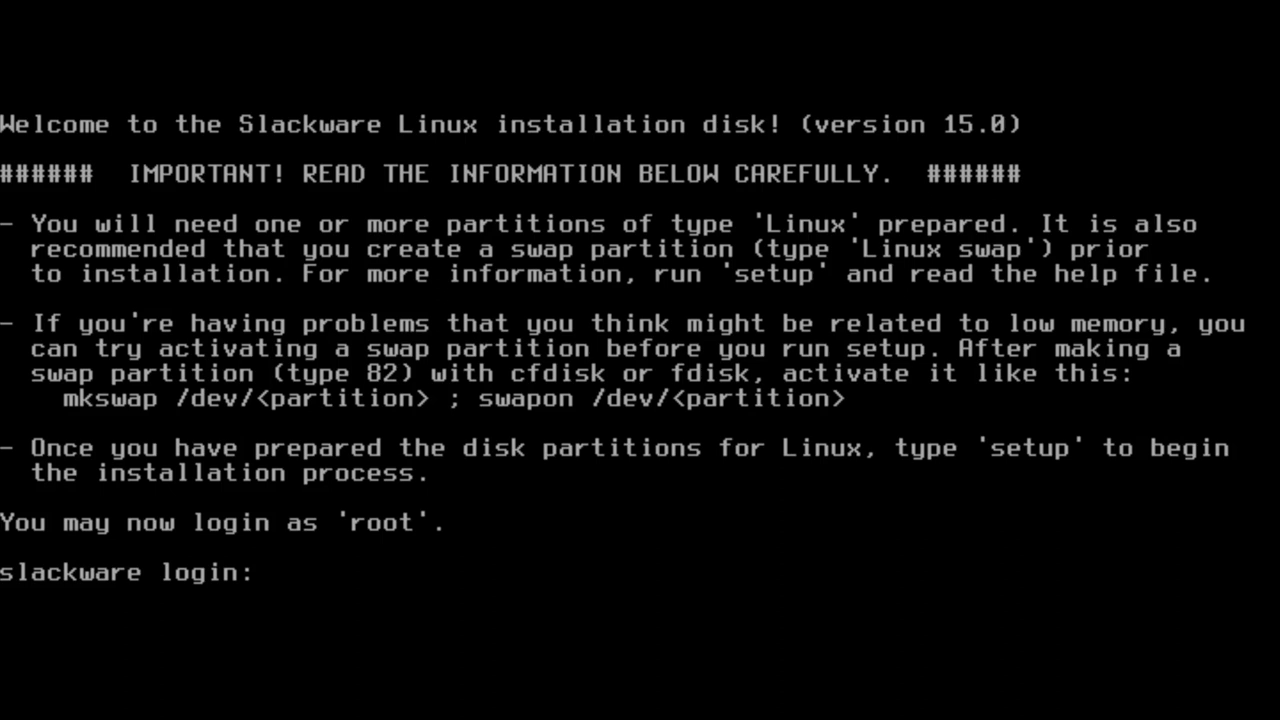 Welcome to the Slackware Linux installation disk! (version 15.0)
######  IMPORTANT! READ THE INFORMATION BELOW CAREFULLY.  ######
- You will need one or more partitions of type 'Linux' prepared. It is also
recommended that you create a swap partition (type 'Linux swap') prior
to installation. For more information, run 'setup' and read the help file.
- If you're having problems that you think might be related to low memory, you
can try activating a swap partition before you run setup. After making a
swap partition (type 82) with cfdisk or fdisk, activate it like this:
mkswap /dev/<partition> ; swapon /dev/<partition>
- Once you have prepared the disk partitions for Linux, type 'setup' to begin
the installation process.
You may now login as 'root'.
slackware login: